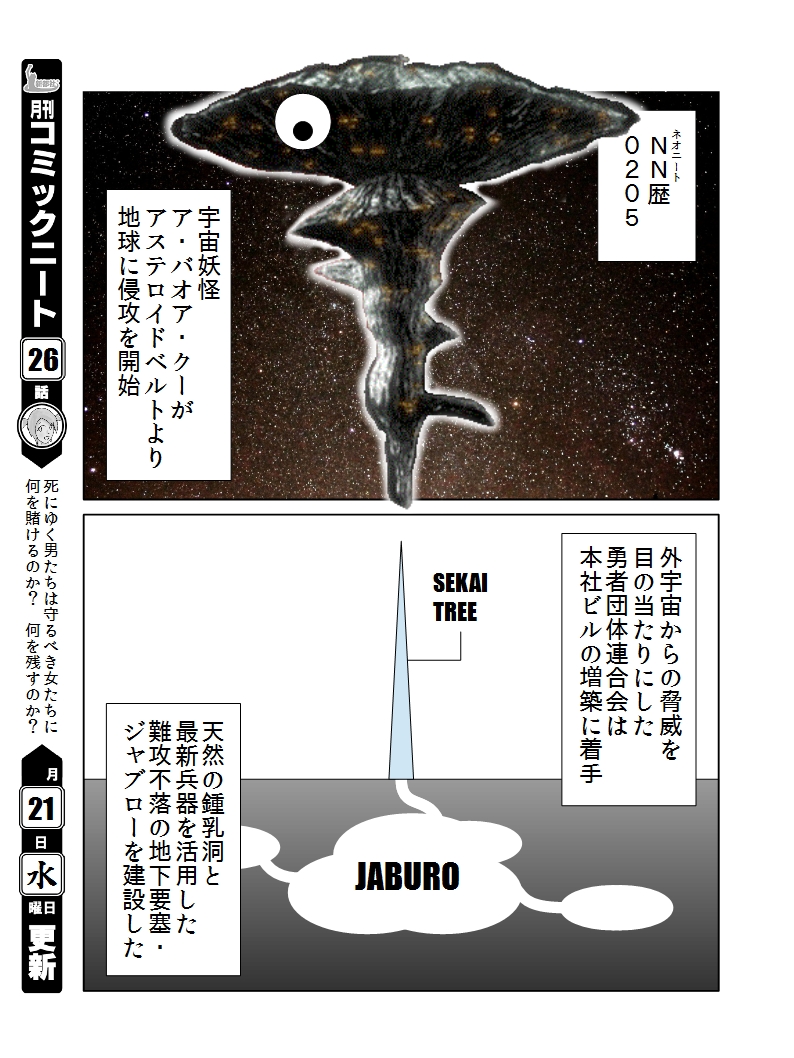 ネオニート
NN歴
0205
宇宙妖怪
ア・バオア・クーが
アステロイドベルトより
地球に侵攻を開始
外宇宙からの脅威を
目の当たりにした
勇者団体連合会は
本社ビルの増築に着手
SEKAI
TREE
天然の鍾乳洞と
最新兵器を活用した
難攻不落の地下要塞・
ジャブローを建設した
JABURO
新都社
月刊
コミックニート
26
話
死にゆく男たちは守るべき女たちに
何を賭けるのか? 何を残すのか?
月
21
日
水
曜日
更新